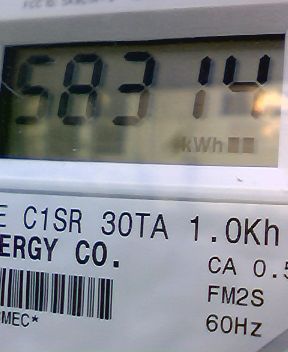 58314
kWh
E C1SR 30TA 1.0Kh
ERGY CO.
CA 0.5
FM2S
MEC*
60Hz